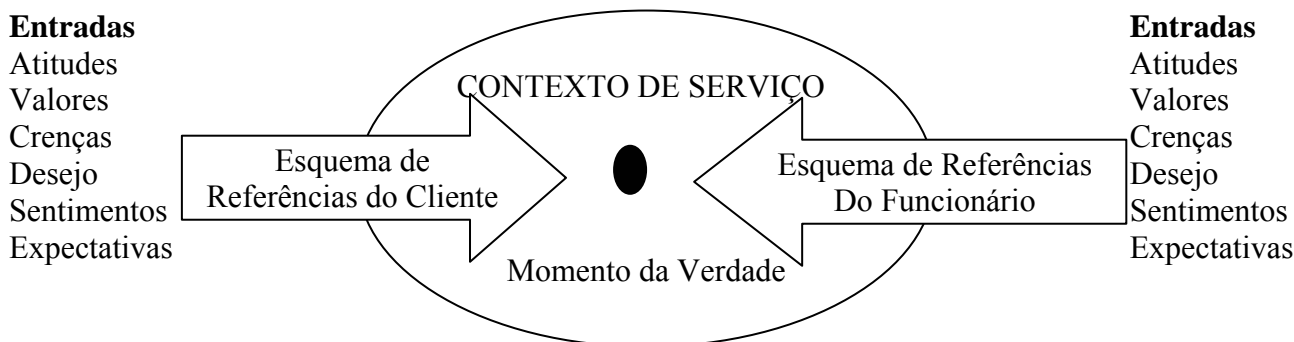 Entradas
Atitudes
Valores
Crenças
Desejo
Sentimentos
Expectativas
CONTEXTO DE SERVIÇO
Esquema de
Referências do Cliente
Esquema de Referências
Do Funcionário
Momento da Verdade
Entradas
Atitudes
Valores
Crenças
Desejo
Sentimentos
Expectativas